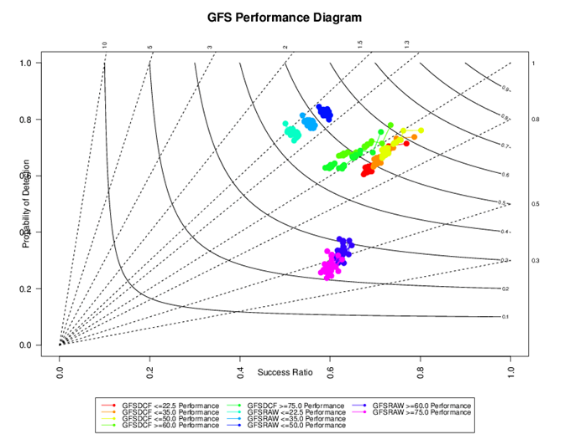 GFS Performance Diagram
10 5 3 2 1.5 1.3
1.0 1
0.9
0.8 0.8
0.8
0.7
0.6 0.6
0.5 0.5
0.4 0.4
0.3 0.3
0.2 0.2
0.1
0.0
Probability of Detection
0.0 0.2 0.4 0.6 0.8 1.0
Success Ratio
GFSDCF <=22.5 Performance GFSDCF >=75.0 Performance GFSRAW >=60.0 Performance
GFSDCF <=35.0 Performance GFSRAW <=22.5 Performance GFSRAW >=75.0 Performance
GFSDCF <=50.0 Performance GFSRAW <=35.0 Performance
GFSDCF >=60.0 Performance GFSRAW <=50.0 Performance